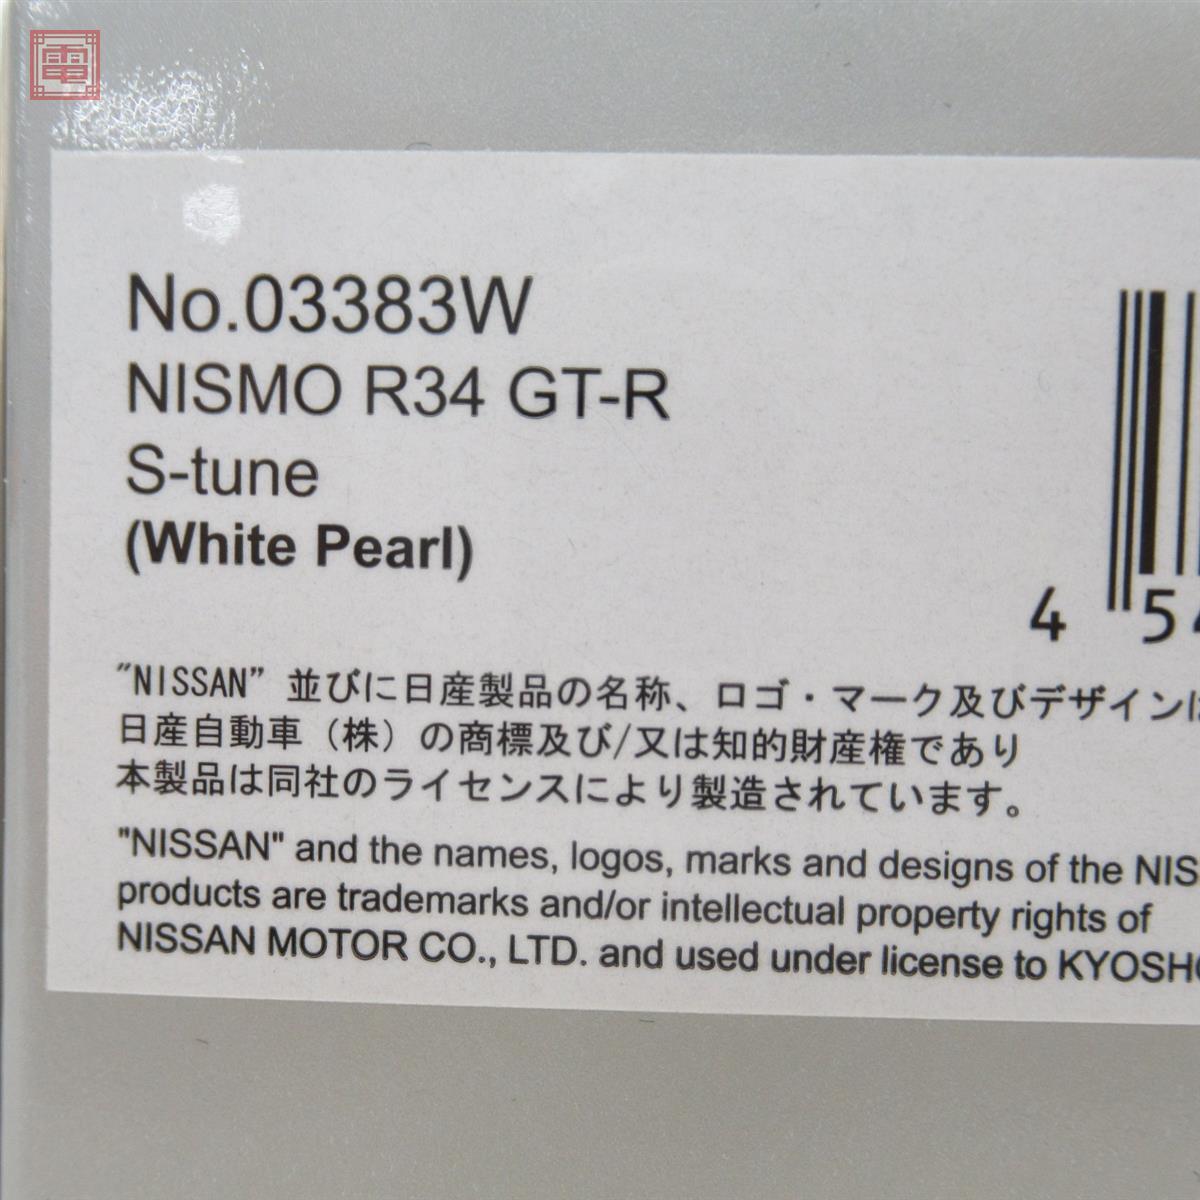 電
No.03383W
NISMO R34 GT-R
S-tune
(White Pearl)
4 54
"NISSAN" 並びに日産製品の名称、ロゴ・マーク及びデザインは
日産自動車（株）の商標及び/又は知的財産権であり
本製品は同社のライセンスにより製造されています。
"NISSAN" and the names, logos, marks and designs of the NIS
products are trademarks and/or intellectual property rights of
NISSAN MOTOR CO., LTD. and used under license to KYOSHO